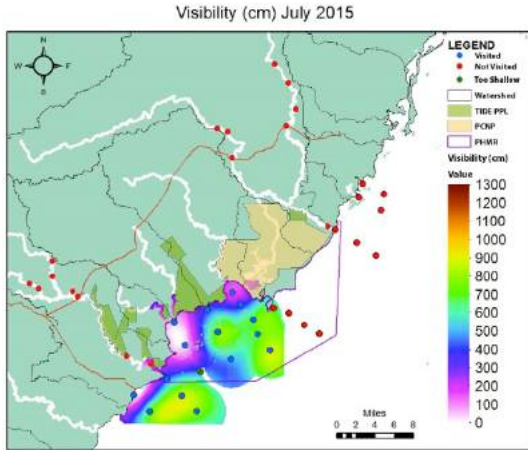 Visibility (cm) July 2015
N
W
S
LEGEND
Visited
Not Visited
Too Shallow
Watershed
TIDE PPL
PCNP
PHMR
Visibility (cm)
Value
1300
1200
1100
1000
900
800
700
600
500
400
300
200
100
0
Miles
0 2 4 6 8